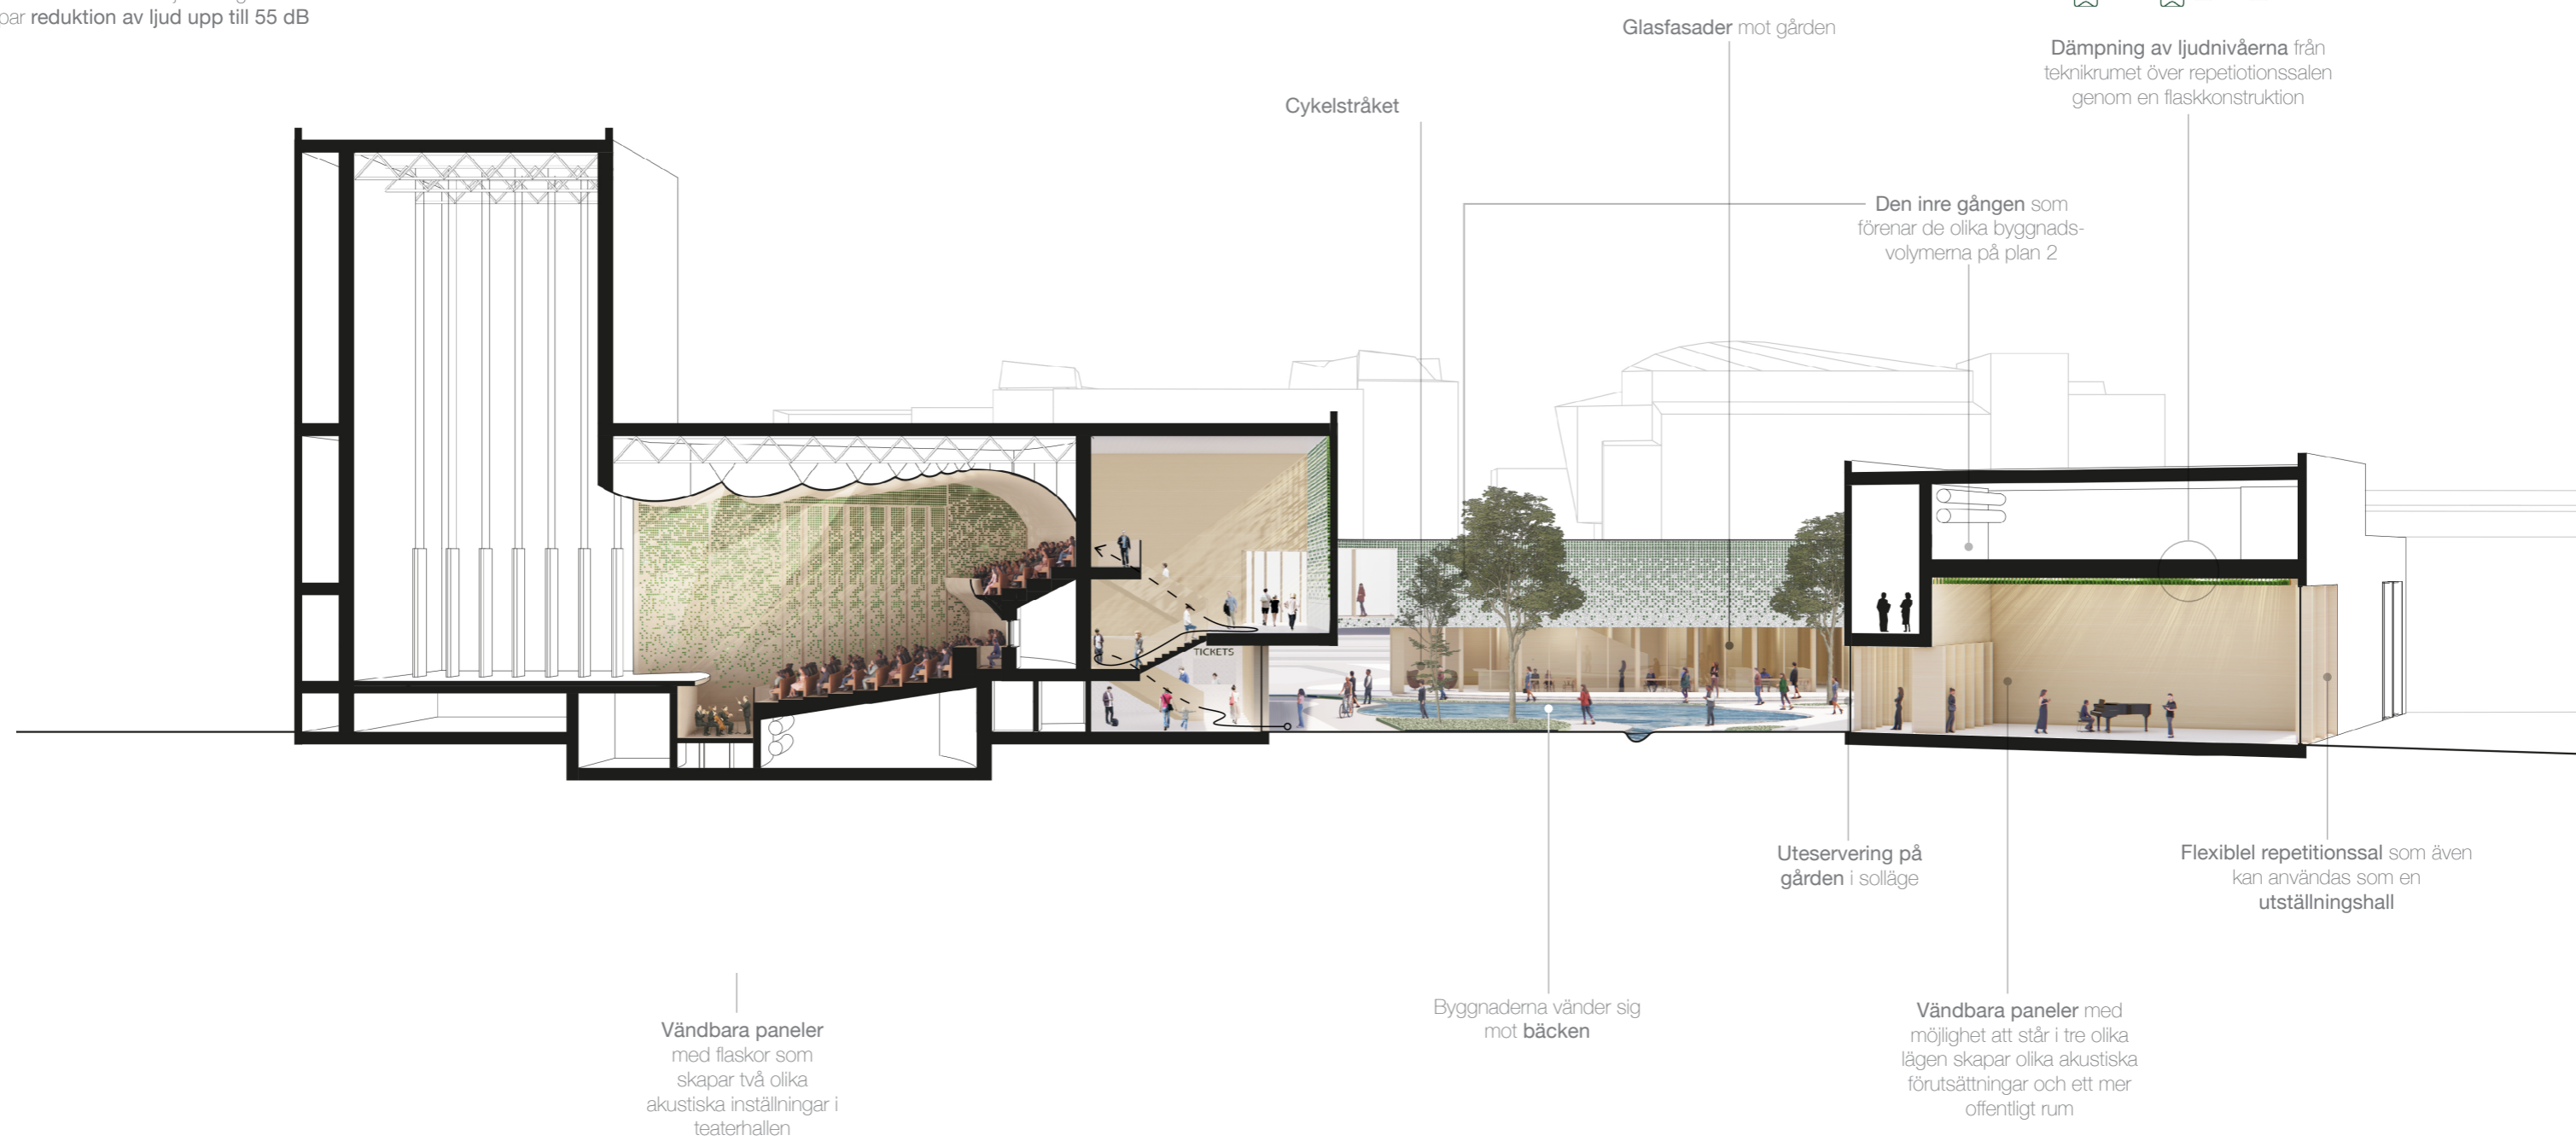 reduktion av ljud upp till 55 dB
Glasfasader mot gården
Dämpning av ljudnivåerna från
teknikrumet över repetiotionssalen
genom en flaskkonstruktion
Cykelstråket
Den inre gången som
förenar de olika byggnads-
volymerna på plan 2
TICKETS
Uteservering på
gården i solläge
Flexiblel repetitionssal som även
kan användas som en
utställningshall
Byggnaderna vänder sig
mot bäcken
Vändbara paneler
med flaskor som
skapar två olika
akustiska inställningar i
teaterhallen
Vändbara paneler med
möjlighet att står i tre olika
lägen skapar olika akustiska
förutsättningar och ett mer
offentligt rum